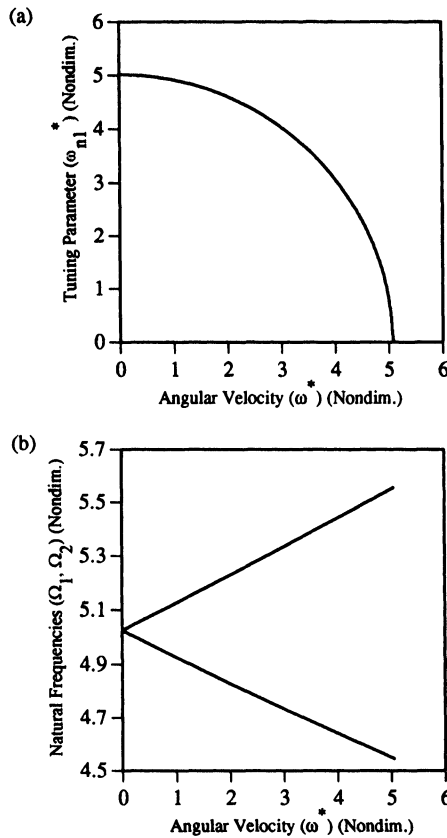 (a)
6
5
4
3
2
1
0
Tuning Parameter (ω n1 *) (Nondim.)
0 1 2 3 4 5 6
Angular Velocity (ω*) (Nondim.)
(b)
5.7
5.5
5.3
5.1
4.9
4.7
4.5
Natural Frequencies (Ω1, Ω2) (Nondim.)
0 1 2 3 4 5 6
Angular Velocity (ω*) (Nondim.)